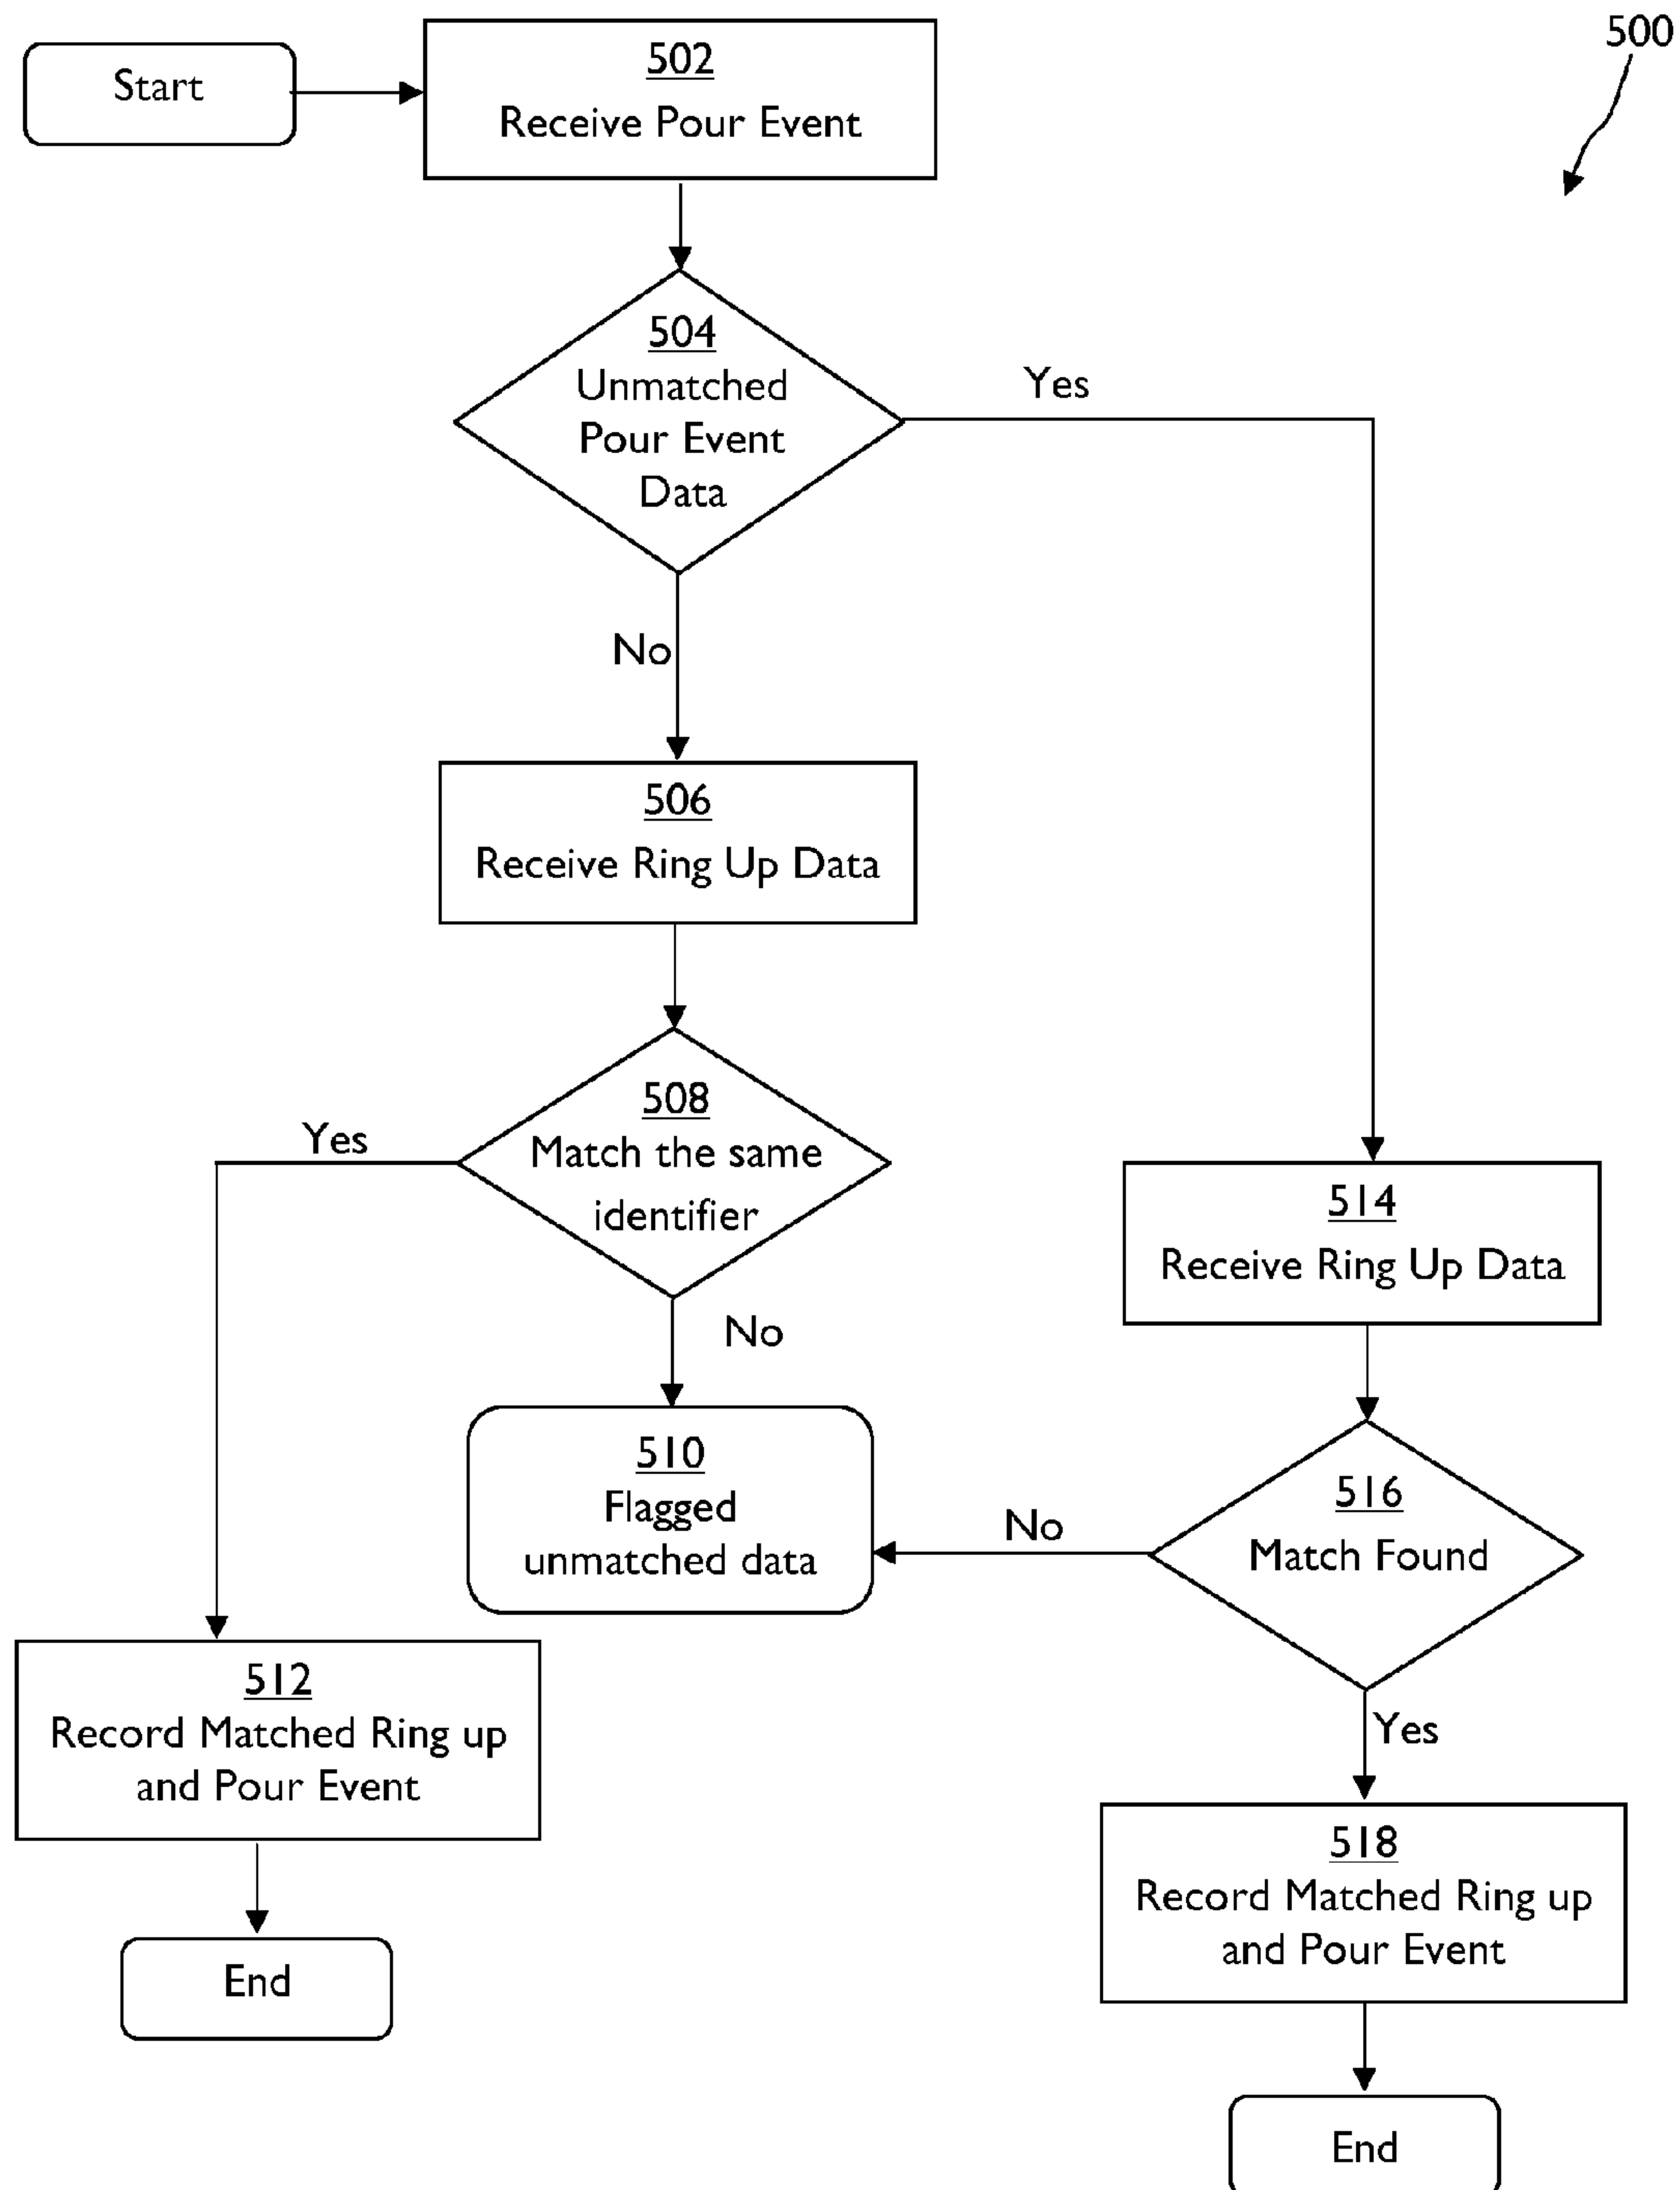 500
Start
502
Receive Pour Event
504
Unmatched
Pour Event
Data
Yes
No
506
Receive Ring Up Data
508
Match the same
identifier
Yes
No
514
Receive Ring Up Data
510
Flagged
unmatched data
No
516
Match Found
Yes
512
Record Matched Ring up
and Pour Event
518
Record Matched Ring up
and Pour Event
End
End